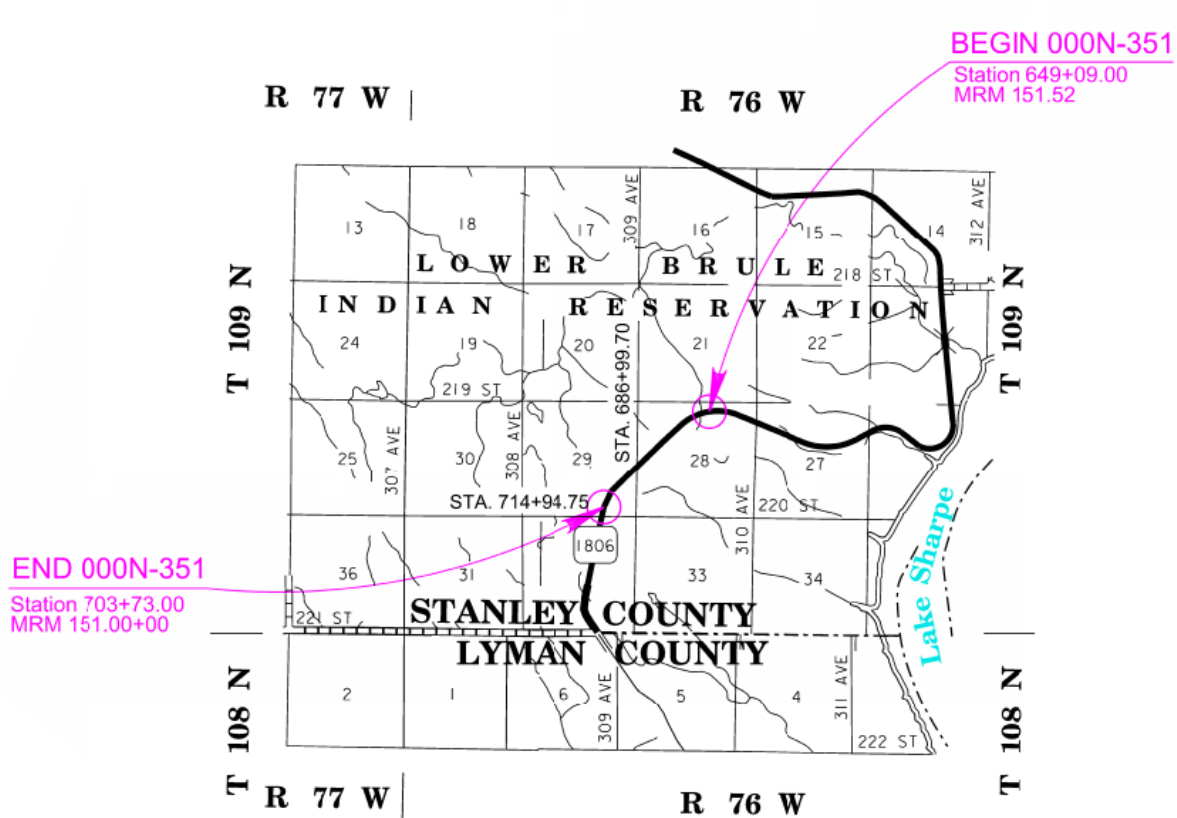 BEGIN 000N-351
Station 649+09.00
MRM 151.52
R 77 W
R 76 W
312 AVE
309 AVE
13
18
17
16
15
14
LOWER BRULE
218 ST
T 109 N
T 109 N
INDIAN RESERVATION
24
19
20
21
22
STA. 686+99.70
219 ST
307 AVE
308 AVE
25
30
29
28
27
STA. 714+94.75
310 AVE
220 ST
1806
Lake Sharpe
END 000N-351
Station 703+73.00
MRM 151.00+00
36
31
33
34
221 ST
STANLEY COUNTY
LYMAN COUNTY
2
1
6
309 AVE
5
4
311 AVE
222 ST
T 108 N
T 108 N
R 77 W
R 76 W